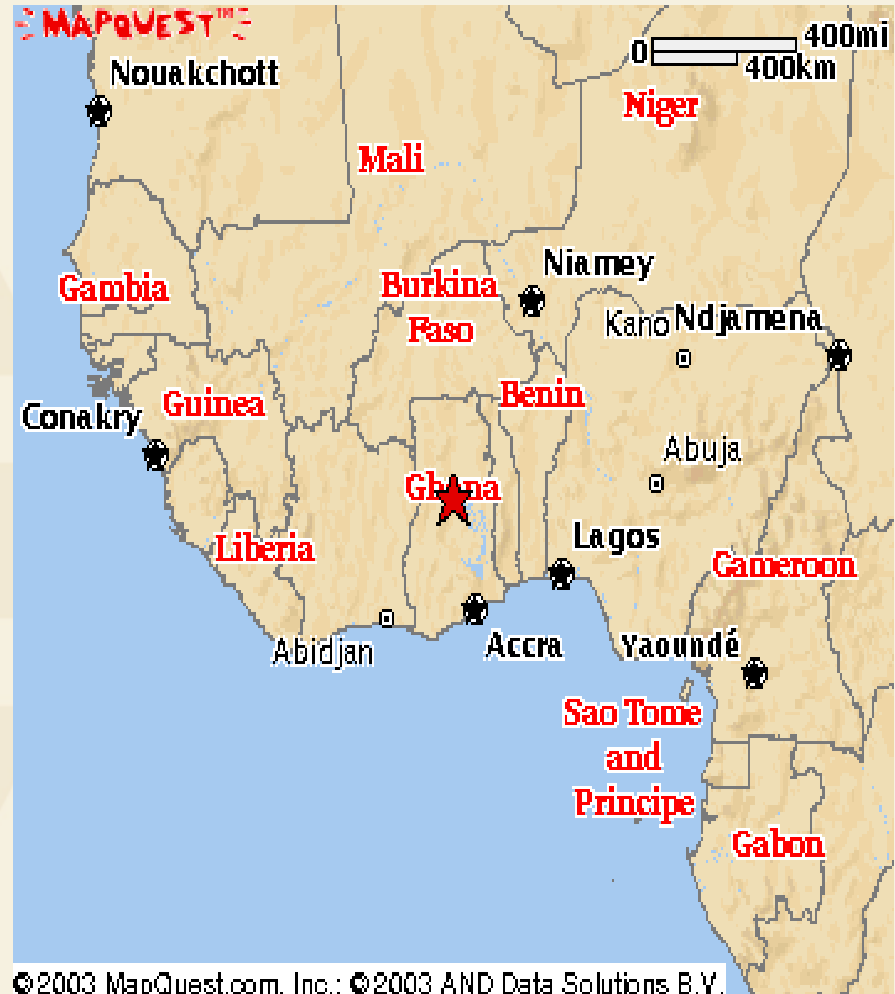 MAPQUEST™
0 400mi
400km
Nouakchott
Niger
Mali
Niamey
Gambia
Burkina
Faso
Kano Ndjamena
Benin
Guinea
Conakry
Abuja
Ghana
Lagos
Liberia
Cameroon
Abidjan
Accra
Yaoundé
Sao Tome
and
Principe
Gabon
©2003 MapQuest.com, Inc.; ©2003 AND Data Solutions B.V.